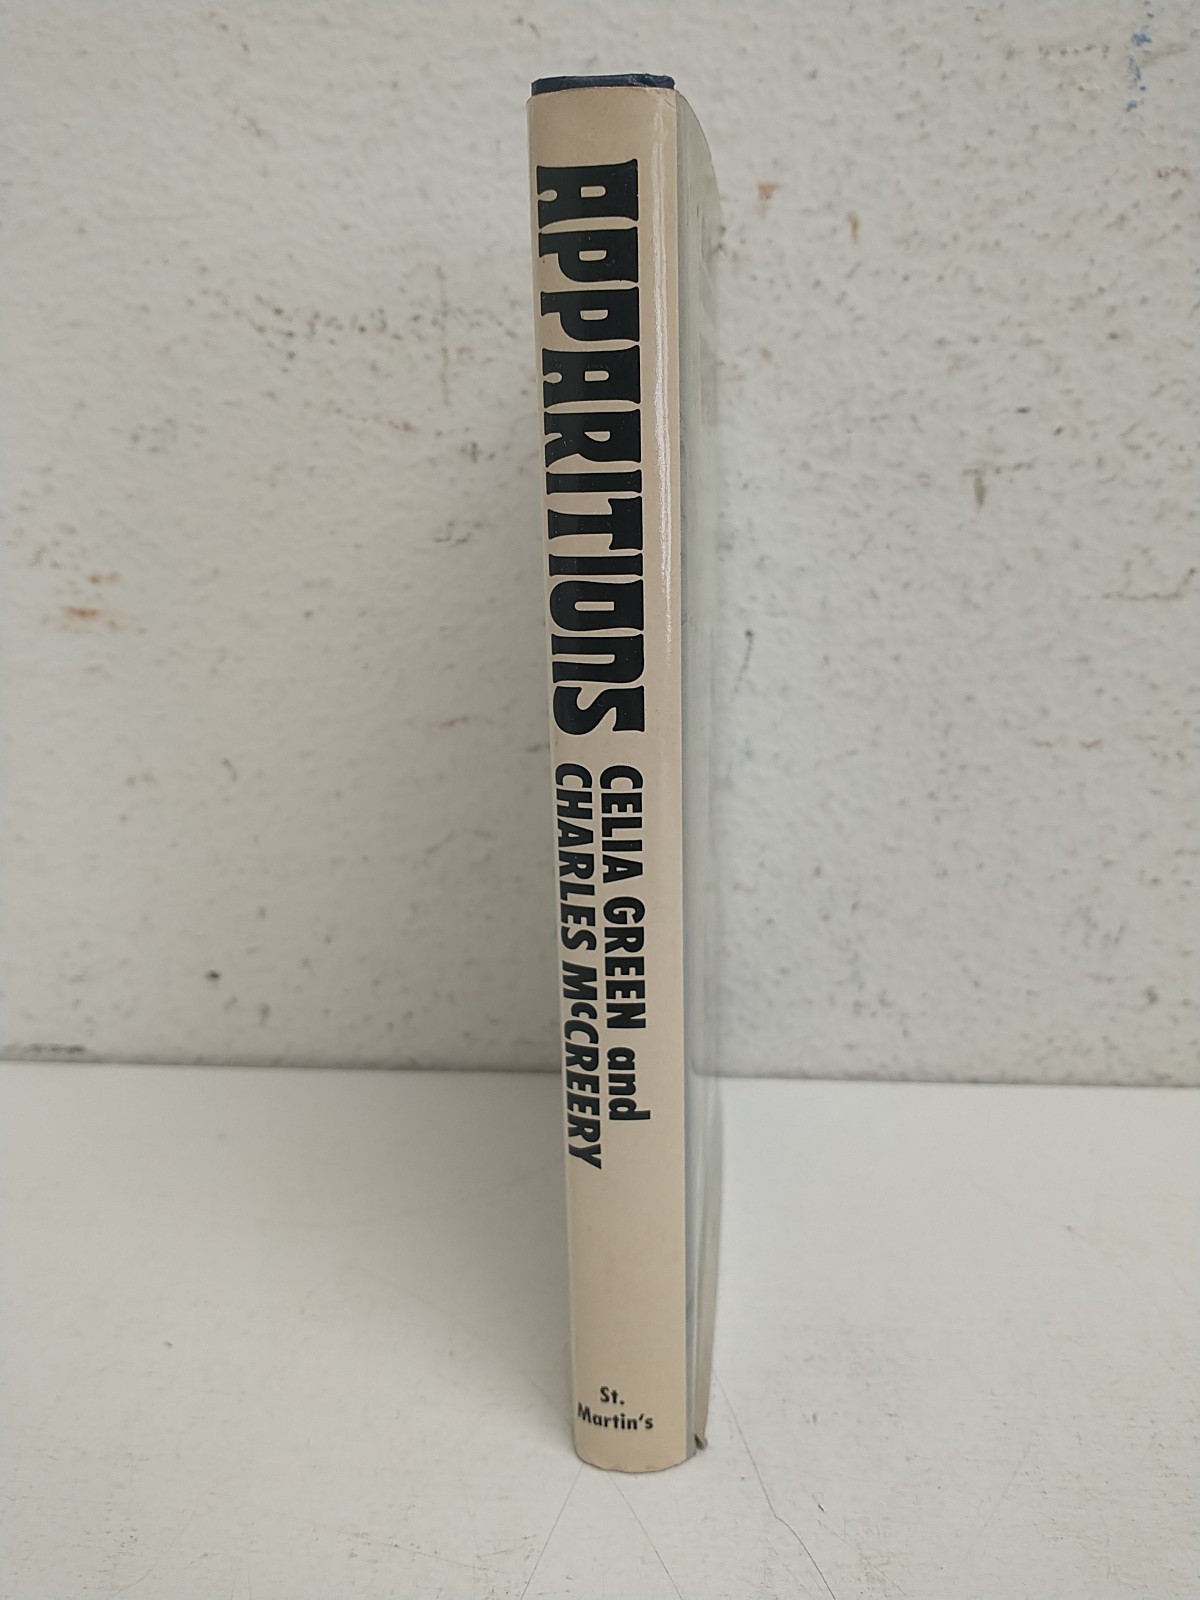 APPARITIONS
CELIA GREEN and
CHARLES McCREERY
St.
Martin's